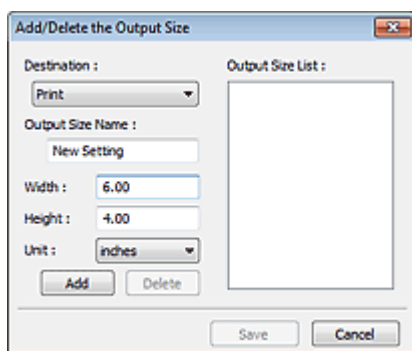 Add/Delete the Output Size
Destination :
Print
Output Size Name :
New Setting
Width : 6.00
Height : 4.00
Unit : inches
Add Delete
Output Size List :
Save Cancel